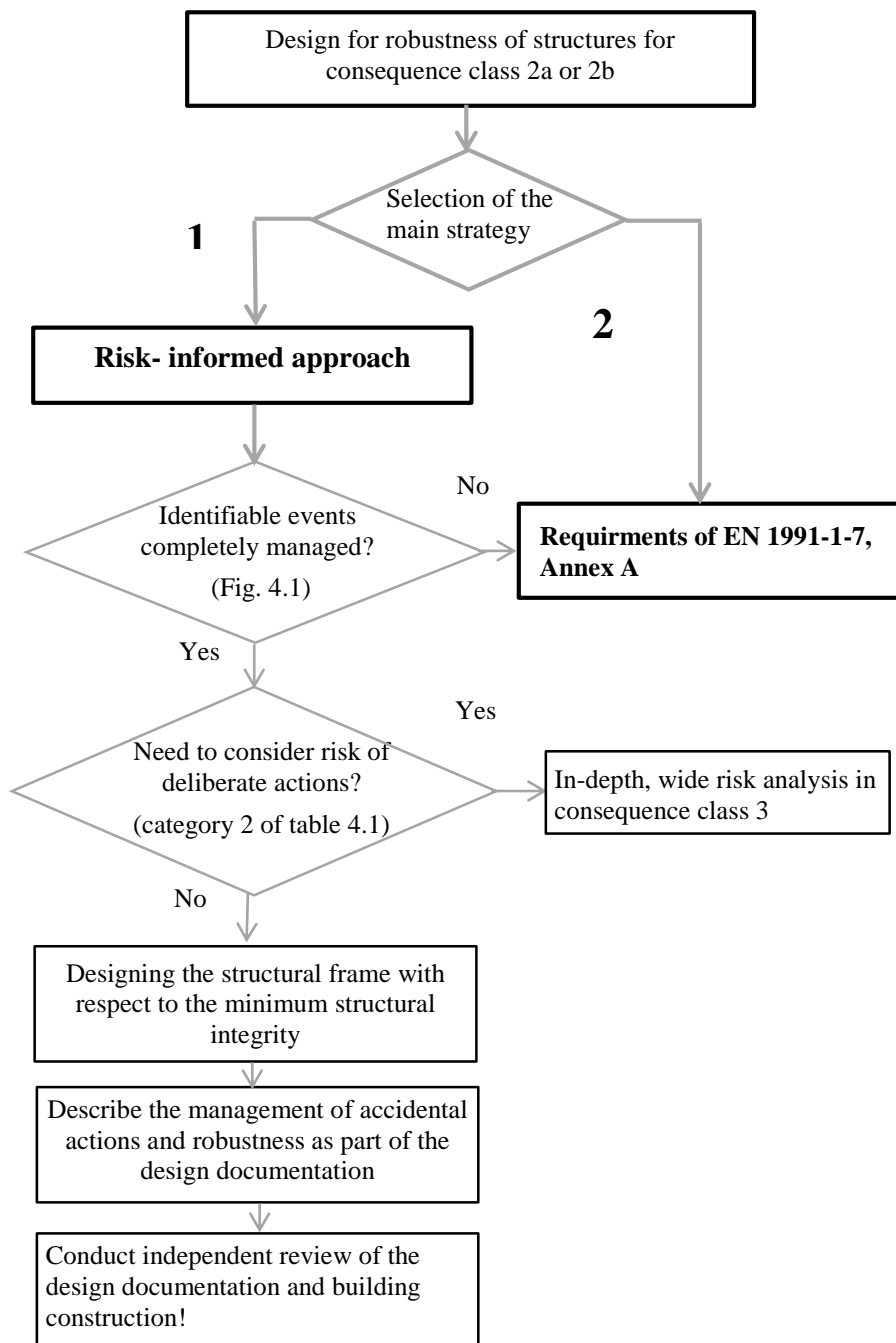 Design for robustness of structures for
consequence class 2a or 2b
Selection of the
main strategy
1
2
Risk- informed approach
No
Identifiable events
completely managed?
(Fig. 4.1)
Requirments of EN 1991-1-7,
Annex A
Yes
Yes
Need to consider risk of
deliberate actions?
(category 2 of table 4.1)
In-depth, wide risk analysis in
consequence class 3
No
Designing the structural frame with
respect to the minimum structural
integrity
Describe the management of accidental
actions and robustness as part of the
design documentation
Conduct independent review of the
design documentation and building
construction!